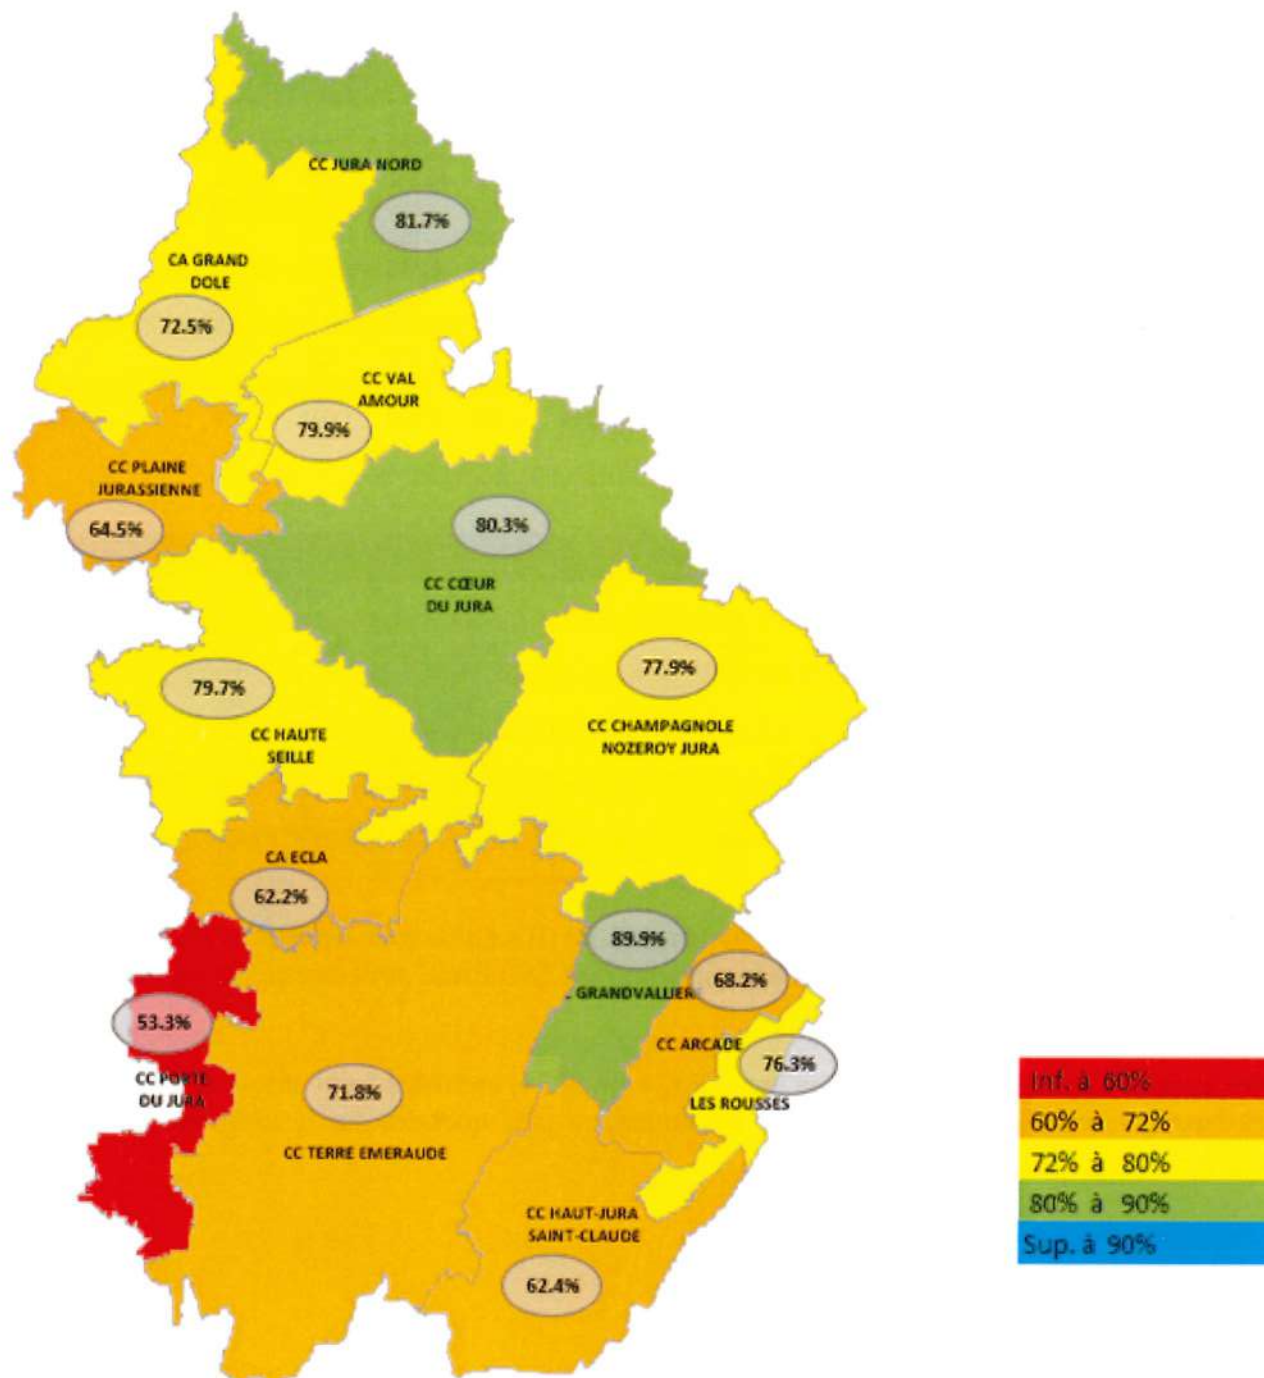 CC JURA NORD
81.7%
CA GRAND
DOLE
72.5%
CC VAL
AMOUR
79.9%
CC PLAINE
JURASSIENNE
64.5%
80.3%
CC CŒUR
DU JURA
77.9%
CC CHAMPAGNOLE
NOZEROY JURA
79.7%
CC HAUTE
SEILLE
CA ECLA
62.2%
89.9%
GRANDVALLIERE
68.2%
CC ARCADE
76.3%
LES ROUSSES
53.3%
CC PORTE
DU JURA
71.8%
CC TERRE EMERAUDE
CC HAUT-JURA
SAINT-CLAUDE
62.4%
Inf. à 60%
60% à 72%
72% à 80%
80% à 90%
Sup. à 90%